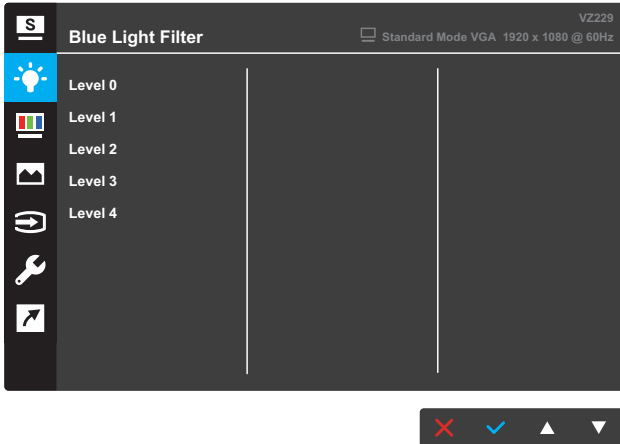 S
VZ229
Blue Light Filter
Standard Mode VGA 1920 x 1080 @ 60Hz
Level 0
Level 1
Level 2
Level 3
Level 4